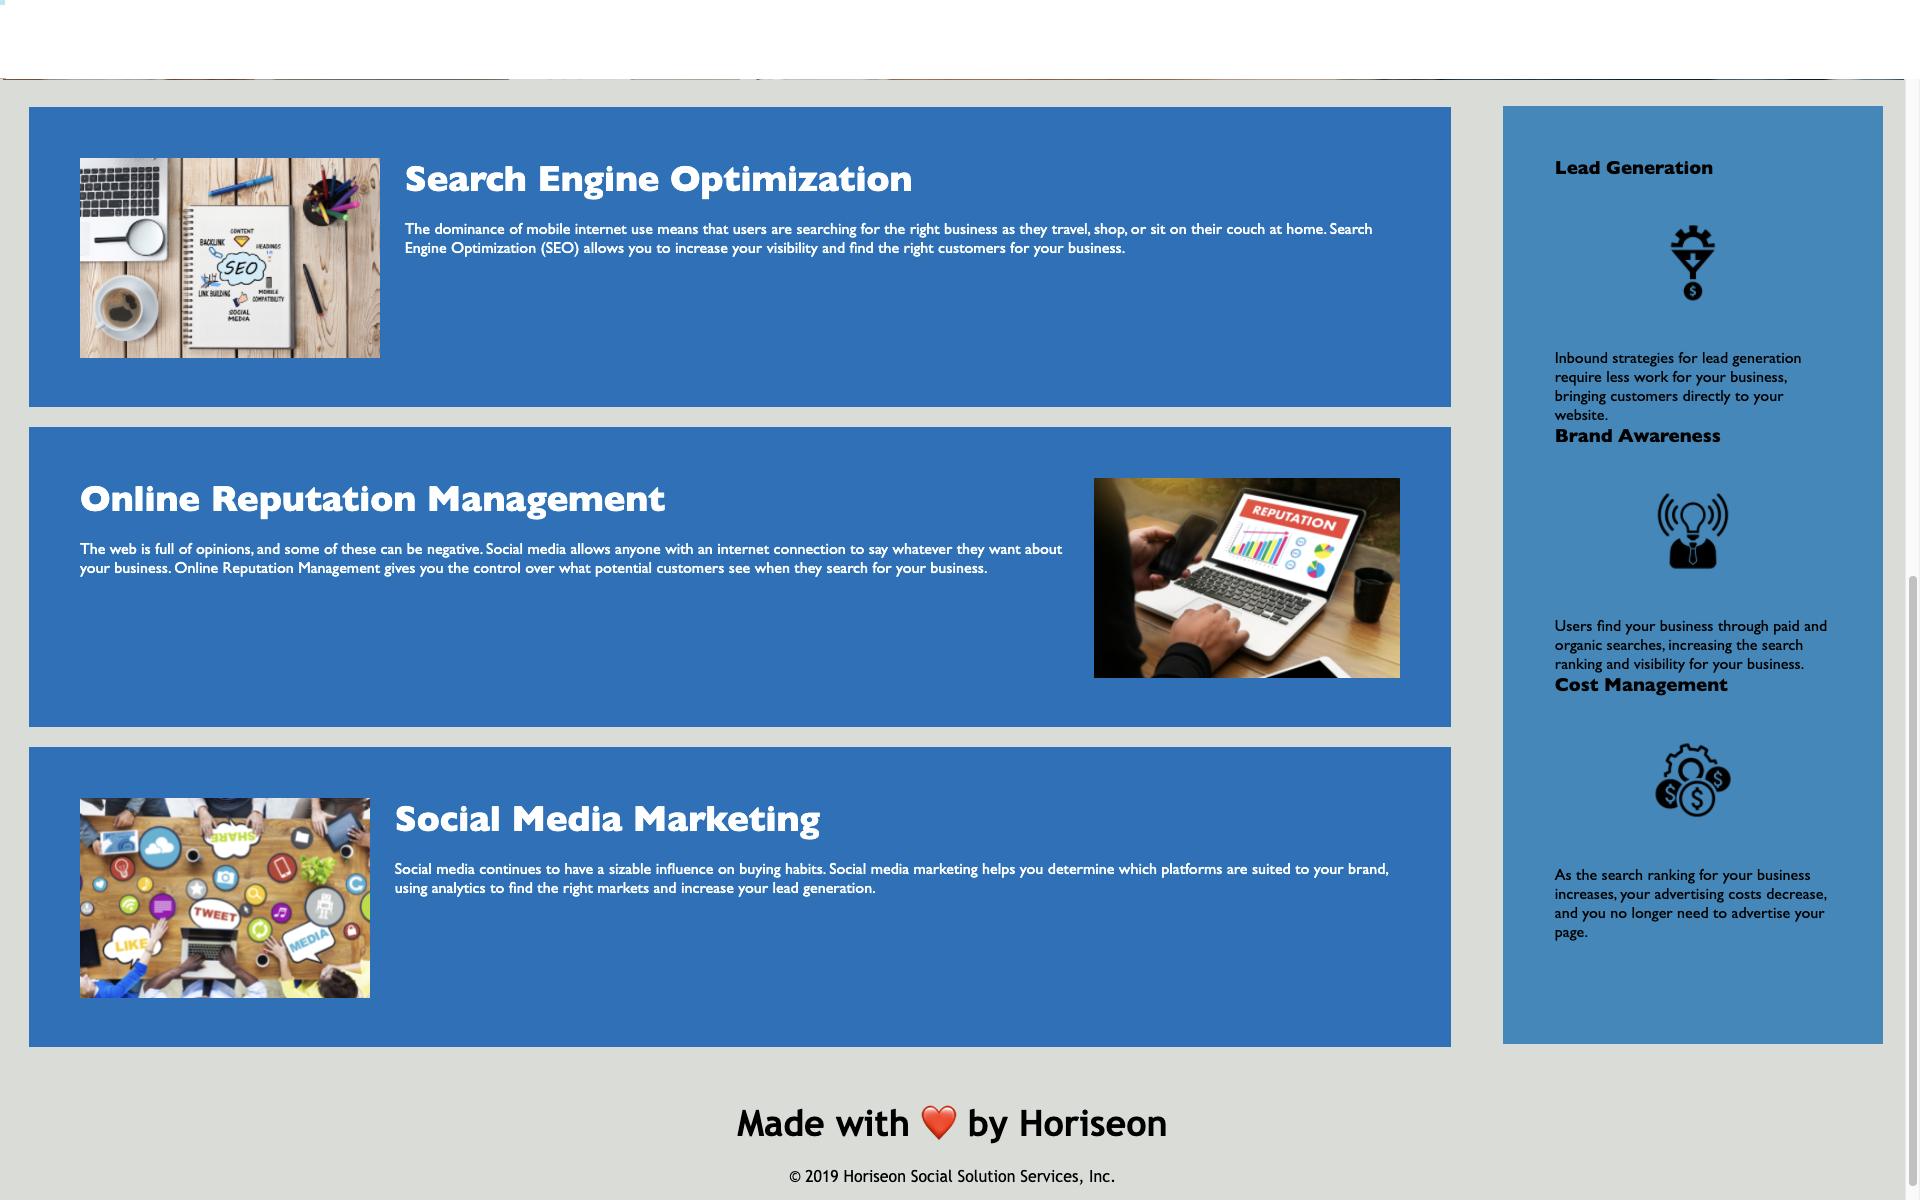 Search Engine Optimization
The dominance of mobile internet use means that users are searching for the right business as they travel, shop, or sit on their couch at home. Search
Engine Optimization (SEO) allows you to increase your visibility and find the right customers for your business.
CONTENT
BACKLINK
HEADINGS
SEO
LINK BUILDING
MOBILE
COMPATIBILITY
SOCIAL
MEDIA
Online Reputation Management
The web is full of opinions, and some of these can be negative. Social media allows anyone with an internet connection to say whatever they want about
your business. Online Reputation Management gives you the control over what potential customers see when they search for your business.
REPUTATION
Social Media Marketing
Social media continues to have a sizable influence on buying habits. Social media marketing helps you determine which platforms are suited to your brand,
using analytics to find the right markets and increase your lead generation.
SHARE
TWEET
LIKE
MEDIA
Lead Generation
$
Inbound strategies for lead generation
require less work for your business,
bringing customers directly to your
website.
Brand Awareness
Users find your business through paid and
organic searches, increasing the search
ranking and visibility for your business.
Cost Management
$
$
$
As the search ranking for your business
increases, your advertising costs decrease,
and you no longer need to advertise your
page.
Made with ❤️ by Horiseon
© 2019 Horiseon Social Solution Services, Inc.